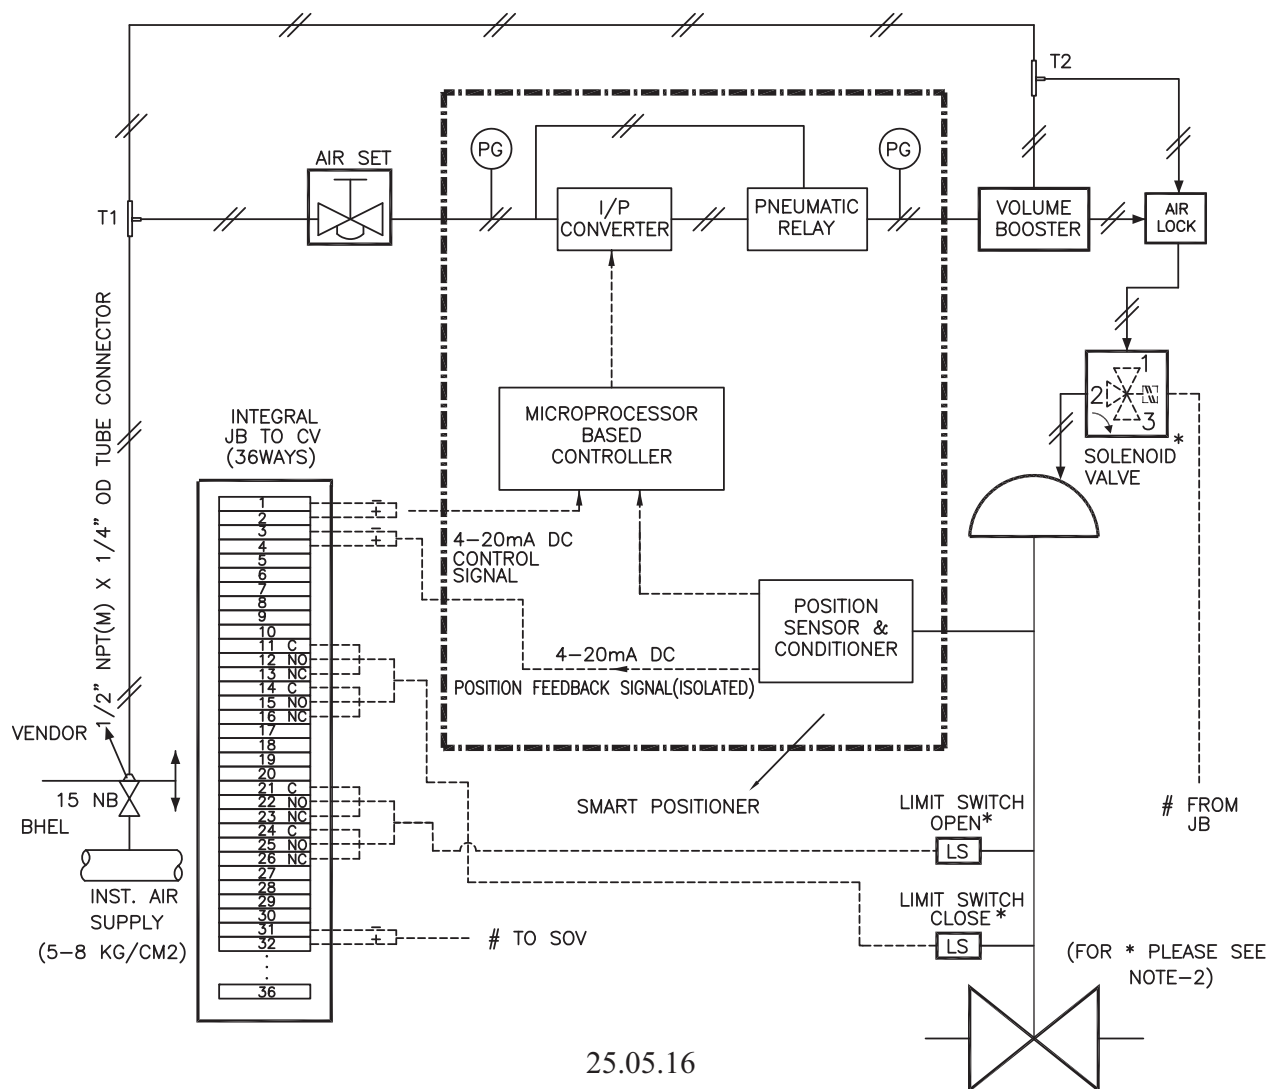 T2
PG
PG
AIR SET
T1
I/P
CONVERTER
PNEUMATIC
RELAY
VOLUME
BOOSTER
AIR
LOCK
1/2" NPT(M) X 1/4" OD TUBE CONNECTOR
1
2
3
*
SOLENOID
VALVE
MICROPROCESSOR
BASED
CONTROLLER
INTEGRAL
JB TO CV
(36WAYS)
1 −
2 +
3 −
4 +
5
6
7
8
9
10
11 C
12 NO
13 NC
14 C
15 NO
16 NC
17
18
19
20
21 C
22 NO
23 NC
24 C
25 NO
26 NC
27
28
29
30
31 −
32 +
36
4−20mA DC
CONTROL
SIGNAL
POSITION
SENSOR &
CONDITIONER
4−20mA DC
POSITION FEEDBACK SIGNAL(ISOLATED)
VENDOR
15 NB
BHEL
SMART POSITIONER
LIMIT SWITCH
OPEN*
LS
# FROM
JB
INST. AIR
SUPPLY
(5−8 KG/CM2)
# TO SOV
LIMIT SWITCH
CLOSE*
LS
(FOR * PLEASE SEE
NOTE−2)
25.05.16